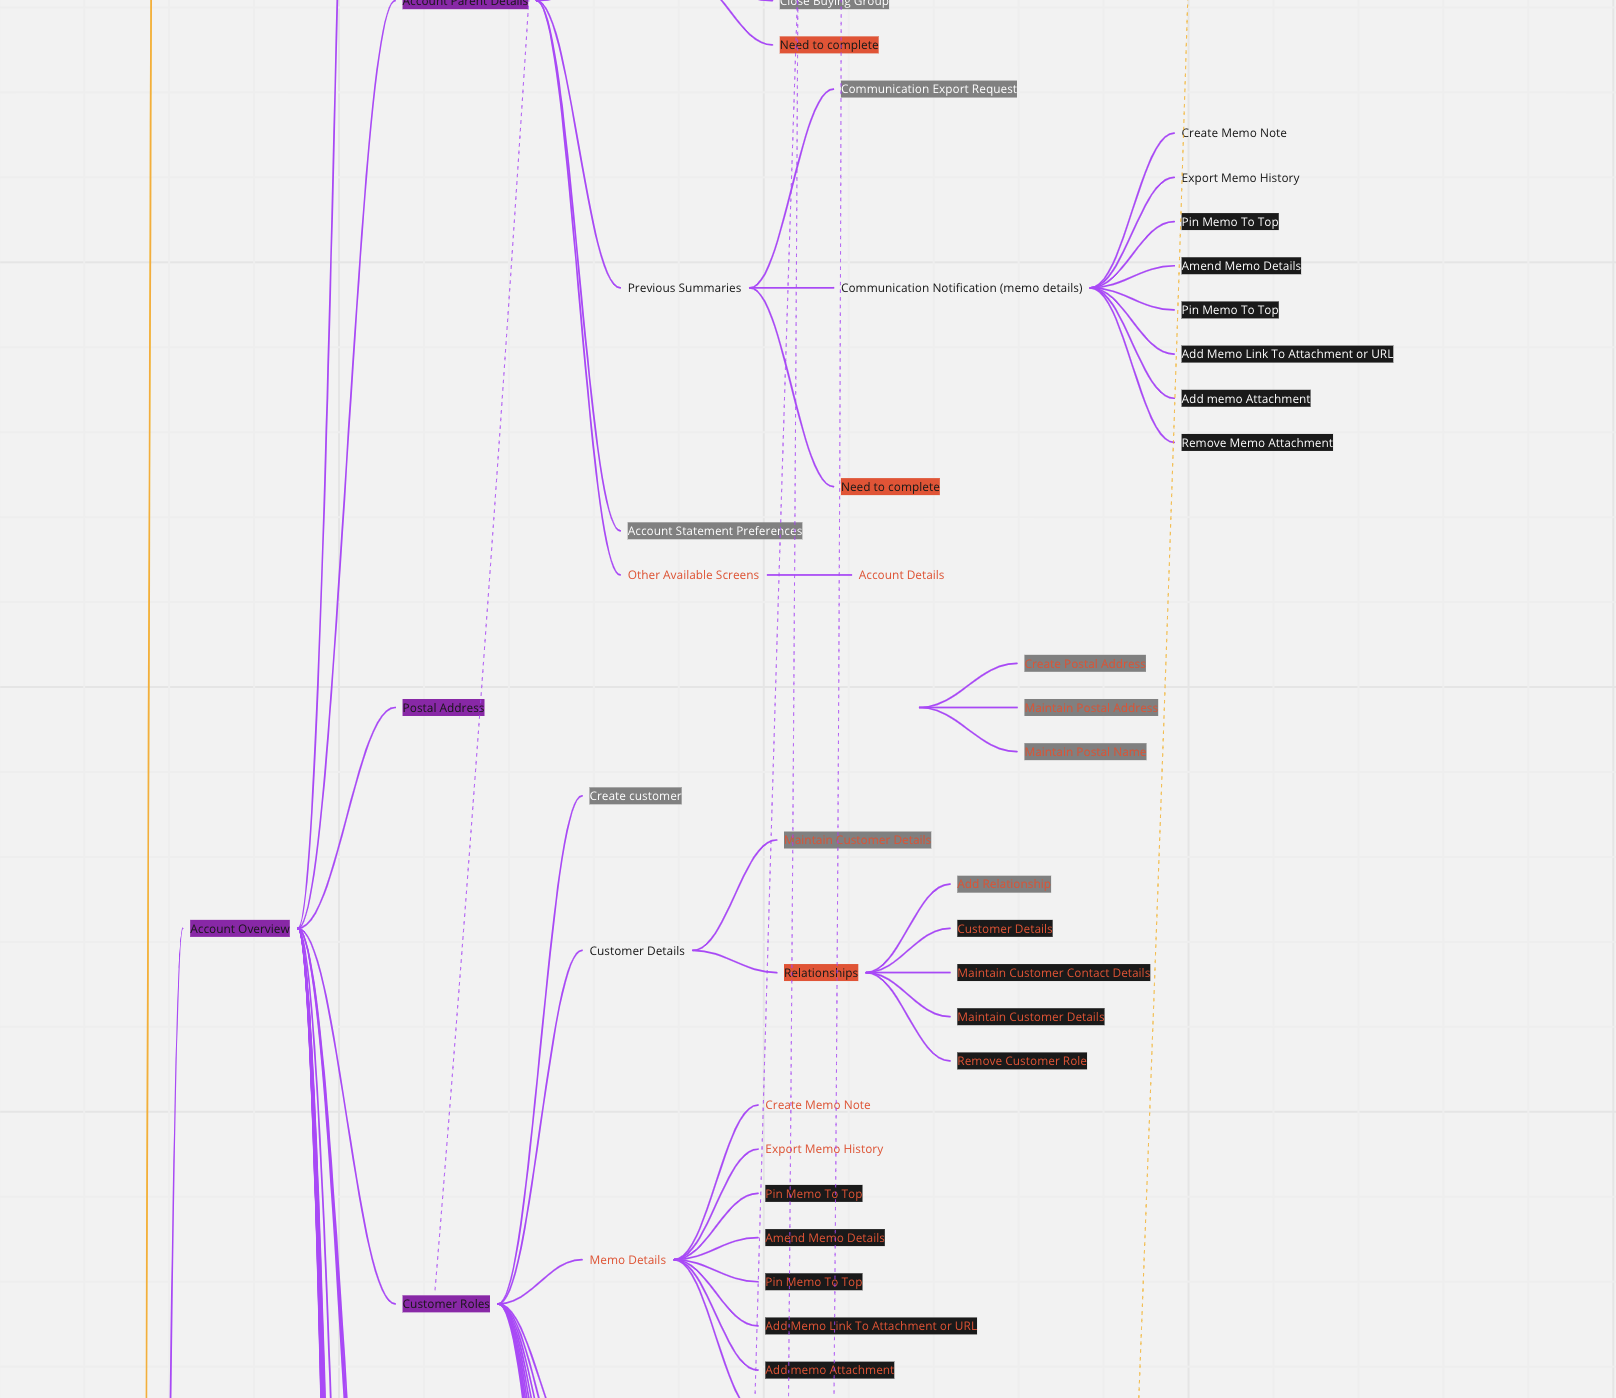 Account Parent Details
Close Buying Group
Need to complete
Communication Export Request
Create Memo Note
Export Memo History
Pin Memo To Top
Amend Memo Details
Previous Summaries
Communication Notification (memo details)
Pin Memo To Top
Add Memo Link To Attachment or URL
Add memo Attachment
Remove Memo Attachment
Need to complete
Account Statement Preferences
Other Available Screens
Account Details
Create Postal Address
Postal Address
Maintain Postal Address
Maintain Postal Name
Create customer
Maintain Customer Details
Add Relationship
Account Overview
Customer Details
Customer Details
Relationships
Maintain Customer Contact Details
Maintain Customer Details
Remove Customer Role
Create Memo Note
Export Memo History
Pin Memo To Top
Amend Memo Details
Memo Details
Pin Memo To Top
Customer Roles
Add Memo Link To Attachment or URL
Add memo Attachment